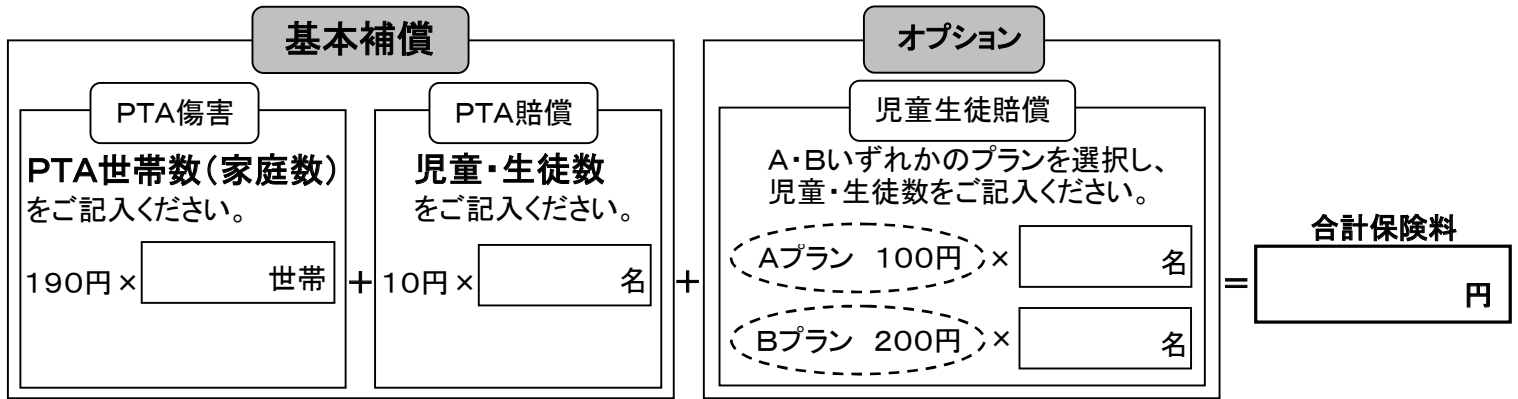 基本補償
PTA傷害
PTA世帯数(家庭数)
をご記入ください。
190円×
世帯
+
PTA賠償
児童・生徒数
をご記入ください。
10円×
名
+
オプション
児童生徒賠償
A・Bいずれかのプランを選択し、
児童・生徒数をご記入ください。
Aプラン 100円 ×
名
Bプラン 200円 ×
名
=
合計保険料
円